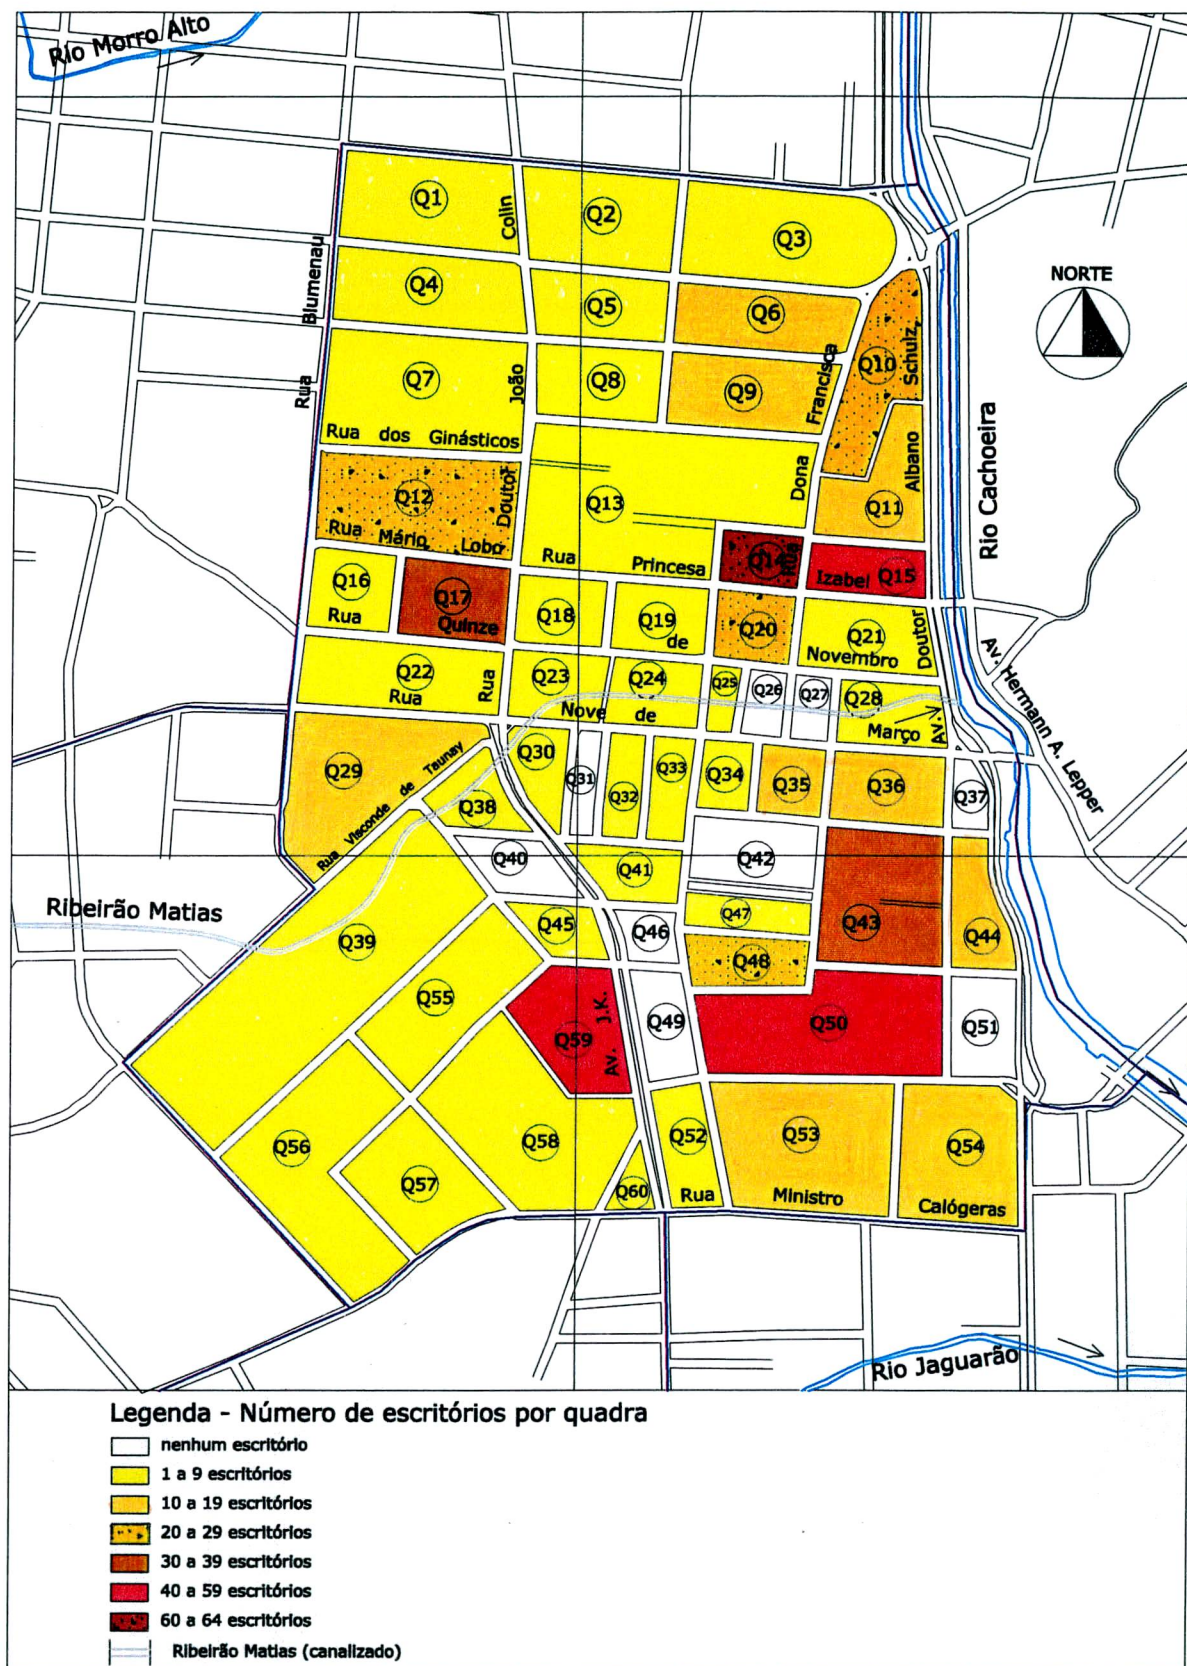 Rio Morro Alto
Q1
Colin
Q2
Q3
Blumenau
Q4
Q5
Q6
NORTE
Rua
Q7
João
Q8
Q9
Francisca
Q10
Schulz
Rua dos Ginásticos
Dona
Albano
Rio Cachoeira
Q12
Doutor
Q13
Q11
Rua Mário Lobo
Rua Princesa Izabel
Q14
Rua
Q15
Q16
Q17
Q18
Q19
Q20
Q21
Doutor
Rua Quinze de Novembro
Q22
Rua
Q23
Q24
Q25
Q26
Q27
Q28
Av. Hermann A. Lepper
Rua Nove de Março
Av.
Q29
Rua Visconde de Taunay
Q30
Q31
Q32
Q33
Q34
Q35
Q36
Q37
Q38
Q40
Q41
Q42
Ribeirão Matias
Q39
Q45
Q46
Q47
Q43
Q44
Q48
Q55
Q59
Av. J.K.
Q49
Q50
Q51
Q56
Q57
Q58
Q60
Q52
Q53
Q54
Rua Ministro Calógeras
Rio Jaguarão
Legenda - Número de escritórios por quadra
nenhum escritório
1 a 9 escritórios
10 a 19 escritórios
20 a 29 escritórios
30 a 39 escritórios
40 a 59 escritórios
60 a 64 escritórios
Ribeirão Matias (canalizado)